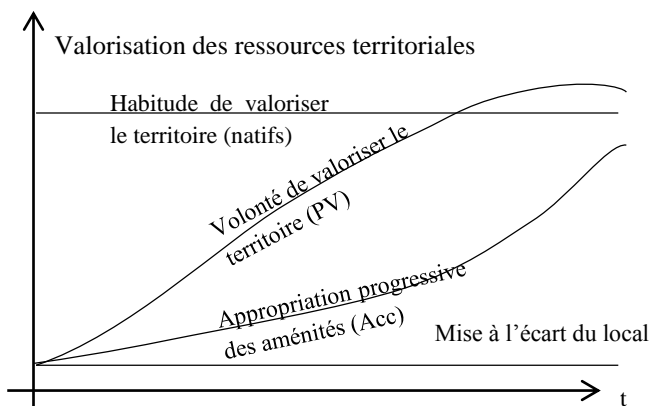 Valorisation des ressources territoriales
Habitude de valoriser
le territoire (natifs)
Volonté de valoriser le
territoire (PV)
Appropriation progressive
des aménités (Acc)
Mise à l’écart du local
t